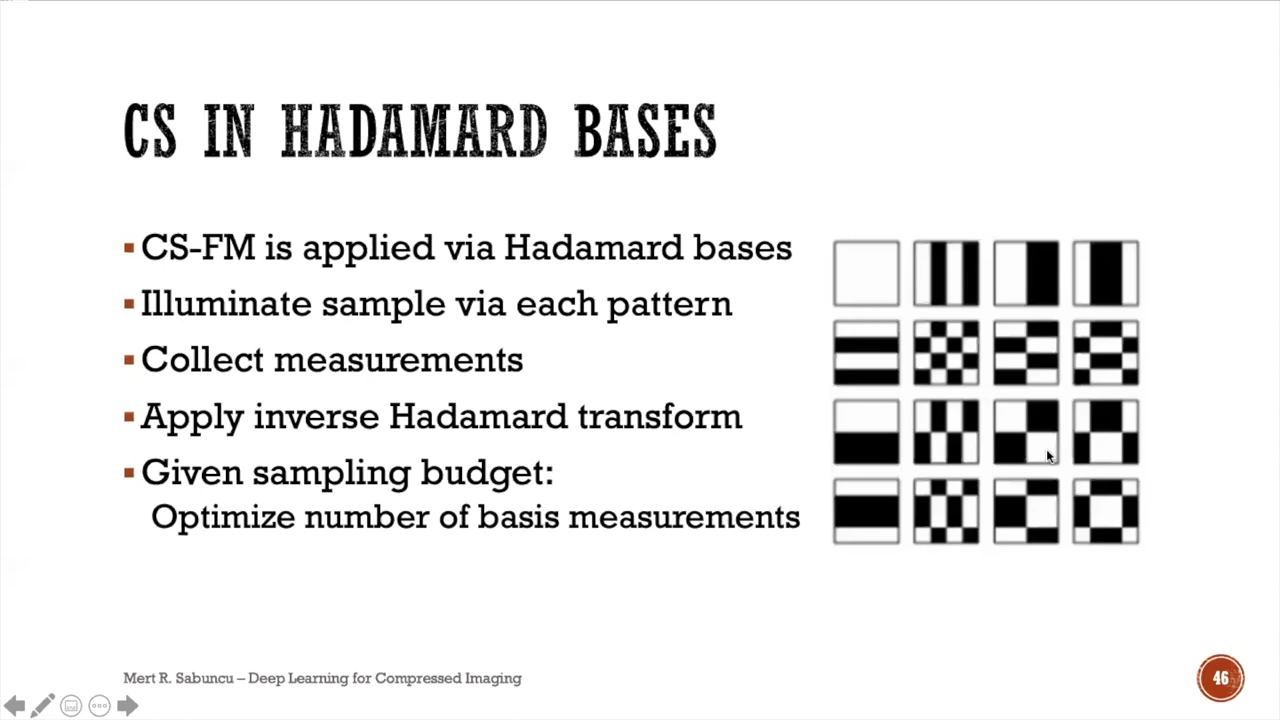 CS IN HADAMARD BASES
▪ CS-FM is applied via Hadamard bases
▪ Illuminate sample via each pattern
▪ Collect measurements
▪ Apply inverse Hadamard transform
▪ Given sampling budget:
Optimize number of basis measurements
Mert R. Sabuncu – Deep Learning for Compressed Imaging
46